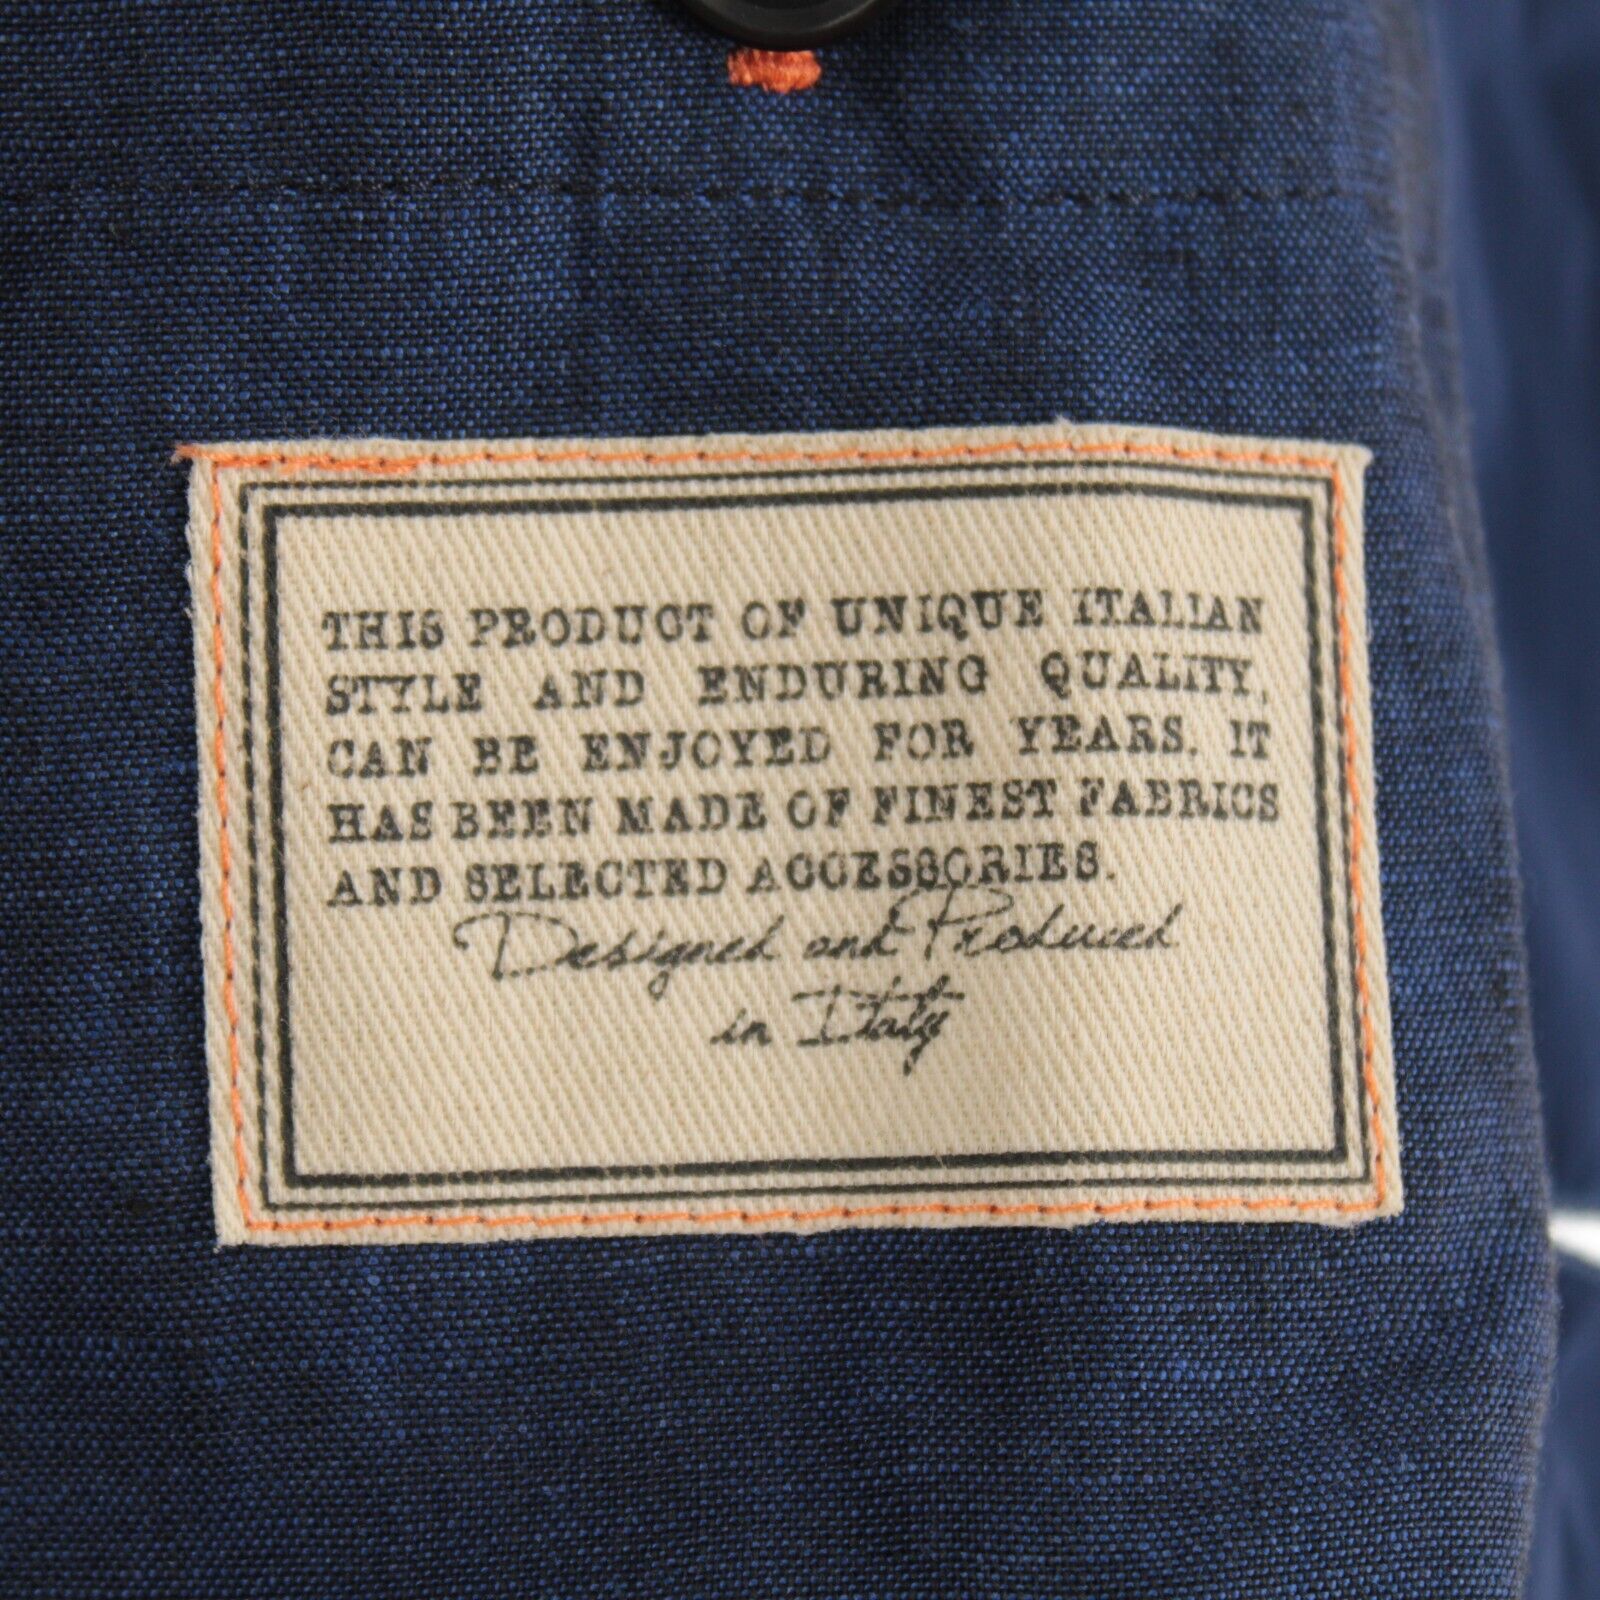 THIS PRODUCT OF UNIQUE ITALIAN
STYLE AND ENDURING QUALITY,
CAN BE ENJOYED FOR YEARS. IT
HAS BEEN MADE OF FINEST FABRICS
AND SELECTED ACCESSORIES.
Designed and Produced
in Italy